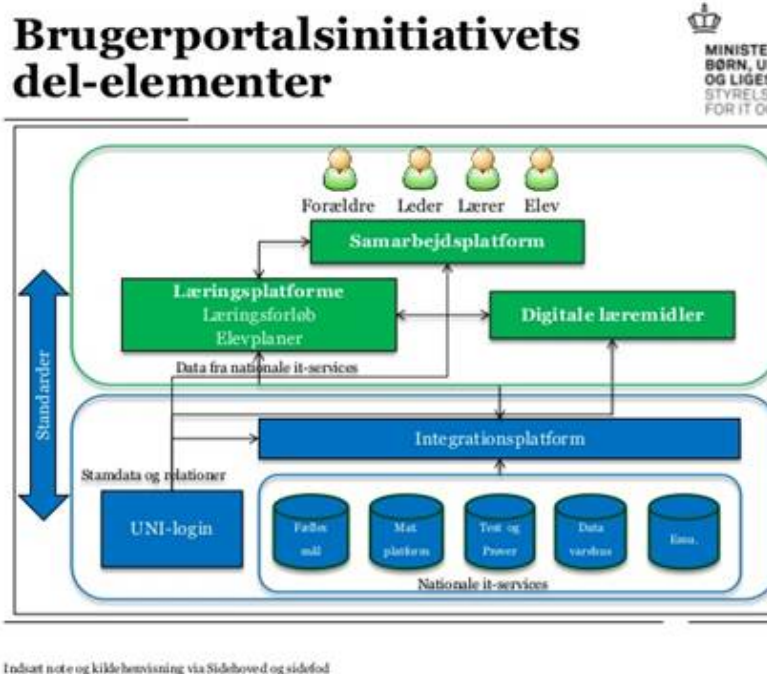 Brugerportalsinitiativets
del-elementer
MINISTE
BØRN, U
OG LIGES
STYRELS
FOR IT O
Forældre Leder Lærer Elev
Samarbejdsplatform
Læringsplatforme
Læringsforløb
Elevplaner
Digitale læremidler
Data fra nationale it-services
Standarder
Integrationsplatform
Stamdata og relationer
UNI-login
Fælles
mål
Mat
platform
Test og
Prøver
Data
varehus
Emu.
Nationale it-services
Indsæt note og kildehenvisning via Sidehoved og sidefod